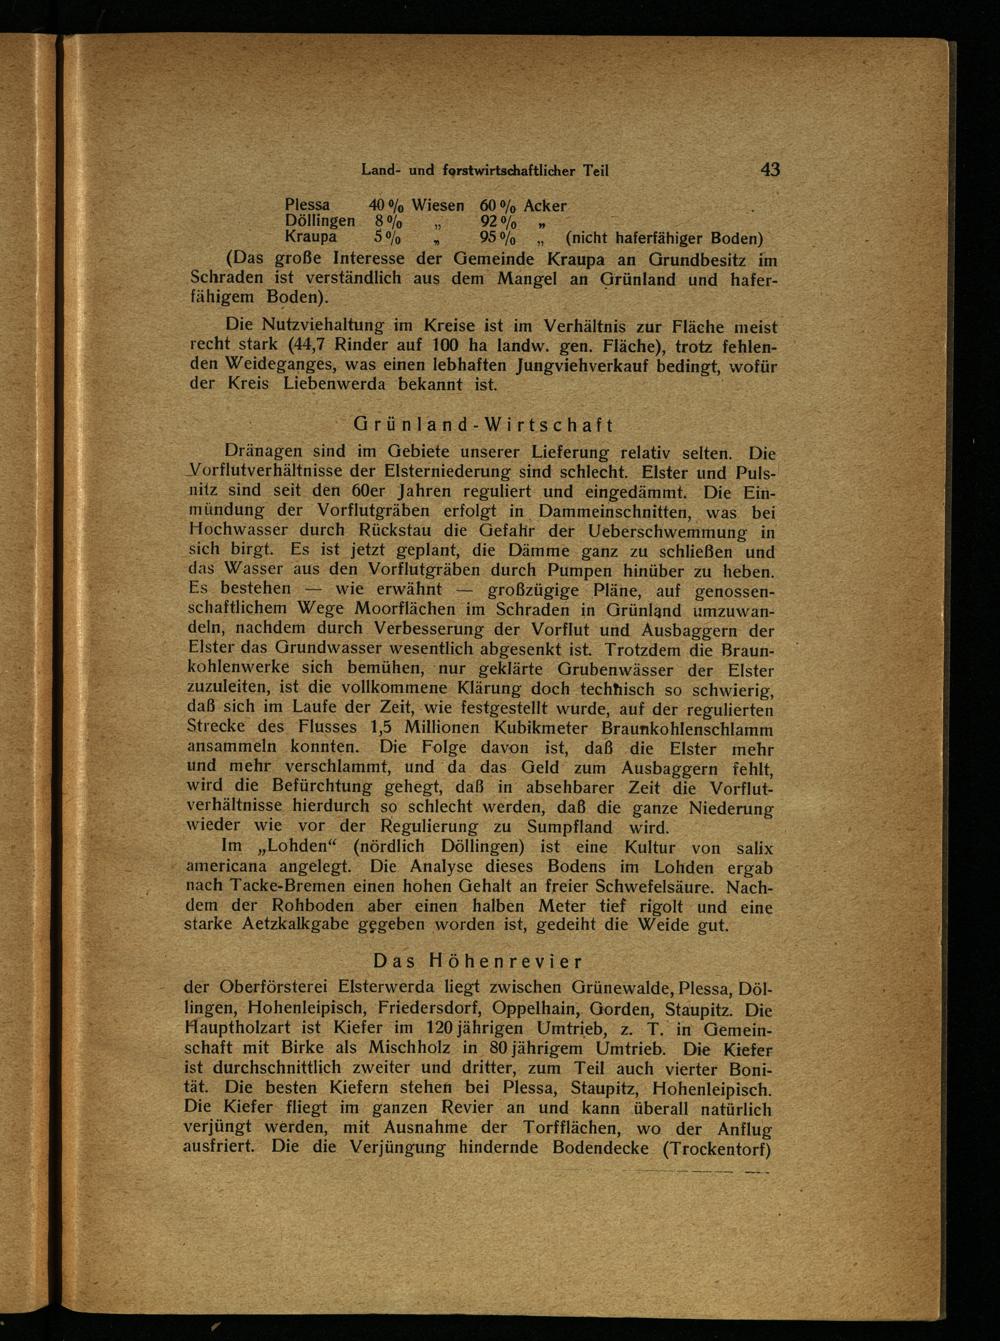 Land- und forstwirtschaftlicher Teil 43
Plessa 40% Wiesen 60% Acker
Döllingen 8% „ 92% „
Kraupa 5% „ 95% „ (nicht haferfähiger Boden)
(Das große Interesse der Gemeinde Kraupa an Grundbesitz im
Schraden ist verständlich aus dem Mangel an Grünland und hafer-
fähigem Boden).
Die Nutzviehaltung im Kreise ist im Verhältnis zur Fläche meist
recht stark (44,7 Rinder auf 100 ha landw. gen. Fläche), trotz fehlen-
den Weideganges, was einen lebhaften Jungviehverkauf bedingt, wofür
der Kreis Liebenwerda bekannt ist.
Grünland-Wirtschaft
Dränagen sind im Gebiete unserer Lieferung relativ selten. Die
Vorflutverhältnisse der Elsterniederung sind schlecht. Elster und Puls-
nitz sind seit den 60er Jahren reguliert und eingedämmt. Die Ein-
mündung der Vorflutgräben erfolgt in Dammeinschnitten, was bei
Hochwasser durch Rückstau die Gefahr der Ueberschwemmung in
sich birgt. Es ist jetzt geplant, die Dämme ganz zu schließen und
das Wasser aus den Vorflutgräben durch Pumpen hinüber zu heben.
Es bestehen — wie erwähnt — großzügige Pläne, auf genossen-
schaftlichem Wege Moorflächen im Schraden in Grünland umzuwan-
deln, nachdem durch Verbesserung der Vorflut und Ausbaggern der
Elster das Grundwasser wesentlich abgesenkt ist. Trotzdem die Braun-
kohlenwerke sich bemühen, nur geklärte Grubenwässer der Elster
zuzuleiten, ist die vollkommene Klärung doch technisch so schwierig,
daß sich im Laufe der Zeit, wie festgestellt wurde, auf der regulierten
Strecke des Flusses 1,5 Millionen Kubikmeter Braunkohlenschlamm
ansammeln konnten. Die Folge davon ist, daß die Elster mehr
und mehr verschlammt, und da das Geld zum Ausbaggern fehlt,
wird die Befürchtung gehegt, daß in absehbarer Zeit die Vorflut-
verhältnisse hierdurch so schlecht werden, daß die ganze Niederung
wieder wie vor der Regulierung zu Sumpfland wird.
Im „Lohden“ (nördlich Döllingen) ist eine Kultur von salix
americana angelegt. Die Analyse dieses Bodens im Lohden ergab
nach Tacke-Bremen einen hohen Gehalt an freier Schwefelsäure. Nach-
dem der Rohboden aber einen halben Meter tief rigolt und eine
starke Aetzkalkgabe gegeben worden ist, gedeiht die Weide gut.
Das Höhenrevier
der Oberförsterei Elsterwerda liegt zwischen Grünewalde, Plessa, Döl-
lingen, Hohenleipisch, Friedersdorf, Oppelhain, Gorden, Staupitz. Die
Hauptholzart ist Kiefer im 120jährigen Umtrieb, z. T. in Gemein-
schaft mit Birke als Mischholz in 80jährigem Umtrieb. Die Kiefer
ist durchschnittlich zweiter und dritter, zum Teil auch vierter Boni-
tät. Die besten Kiefern stehen bei Plessa, Staupitz, Hohenleipisch.
Die Kiefer fliegt im ganzen Revier an und kann überall natürlich
verjüngt werden, mit Ausnahme der Torfflächen, wo der Anflug
ausfriert. Die die Verjüngung hindernde Bodendecke (Trockentorf)